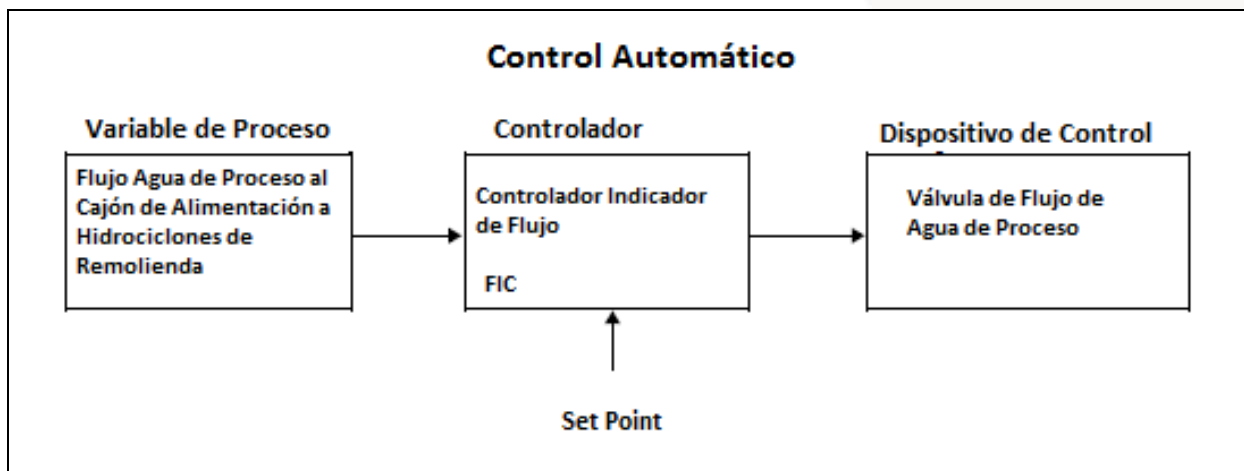 Control Automático
Variable de Proceso
Flujo Agua de Proceso al
Cajón de Alimentación a
Hidrociclones de
Remolienda
Controlador
Controlador Indicador
de Flujo
FIC
Dispositivo de Control
Válvula de Flujo de
Agua de Proceso
Set Point